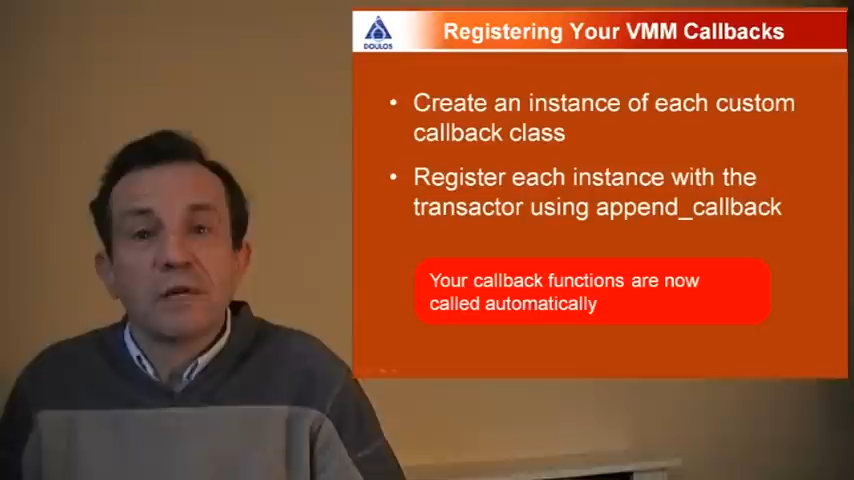 DOULOS
Registering Your VMM Callbacks
• Create an instance of each custom
callback class
• Register each instance with the
transactor using append_callback
Your callback functions are now
called automatically